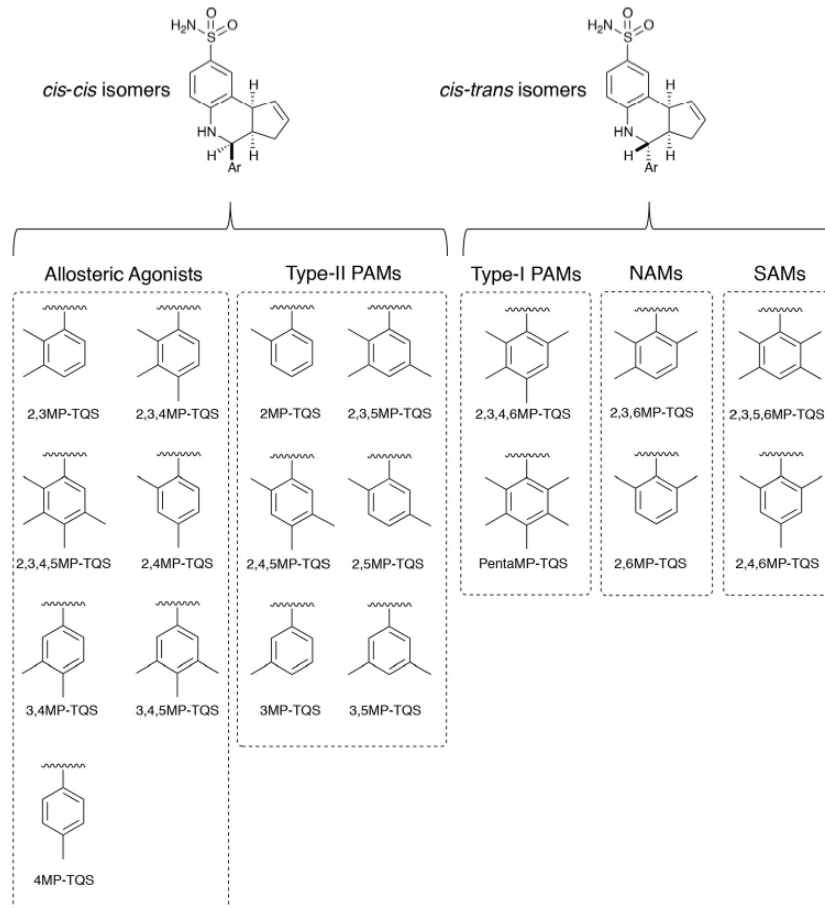 H₂N O O
S
cis-cis isomers
H
HN
H H
Ar
H₂N O O
S
cis-trans isomers
H
HN
H H
Ar
Allosteric Agonists
2,3MP-TQS 2,3,4MP-TQS
2,3,4,5MP-TQS 2,4MP-TQS
3,4MP-TQS 3,4,5MP-TQS
4MP-TQS
Type-II PAMs
2MP-TQS 2,3,5MP-TQS
2,4,5MP-TQS 2,5MP-TQS
3MP-TQS 3,5MP-TQS
Type-I PAMs
2,3,4,6MP-TQS
PentaMP-TQS
NAMs
2,3,6MP-TQS
2,6MP-TQS
SAMs
2,3,5,6MP-TQS
2,4,6MP-TQS